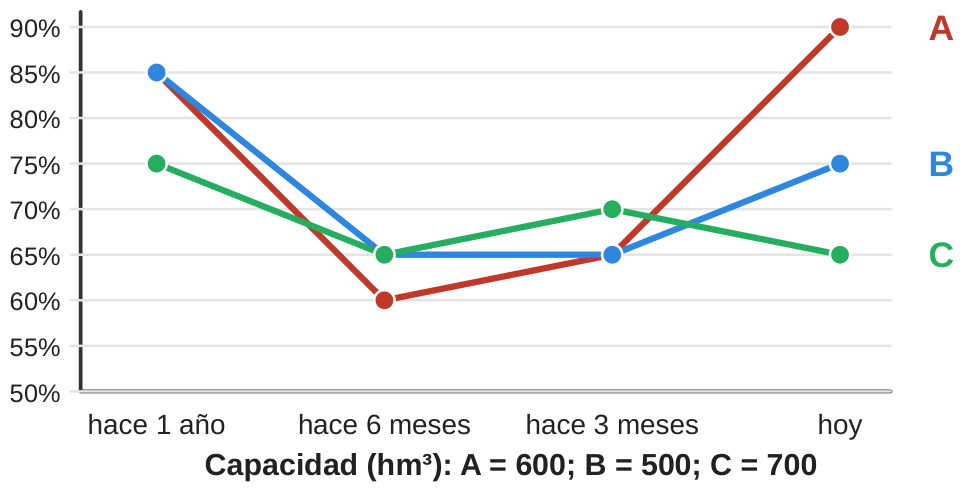 90%
A
85%
80%
75%
B
70%
65%
C
60%
55%
50%
hace 1 año hace 6 meses hace 3 meses hoy
Capacidad (hm³): A = 600; B = 500; C = 700